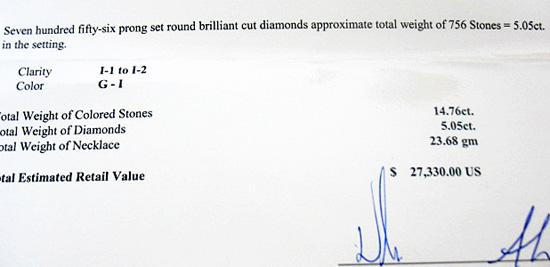 Seven hundred fifty-six prong set round brilliant cut diamonds approximate total weight of 756 Stones = 5.05ct.
in the setting.
Clarity I-1 to I-2
Color G - I
otal Weight of Colored Stones 14.76ct.
otal Weight of Diamonds 5.05ct.
otal Weight of Necklace 23.68 gm
tal Estimated Retail Value $ 27,330.00 US